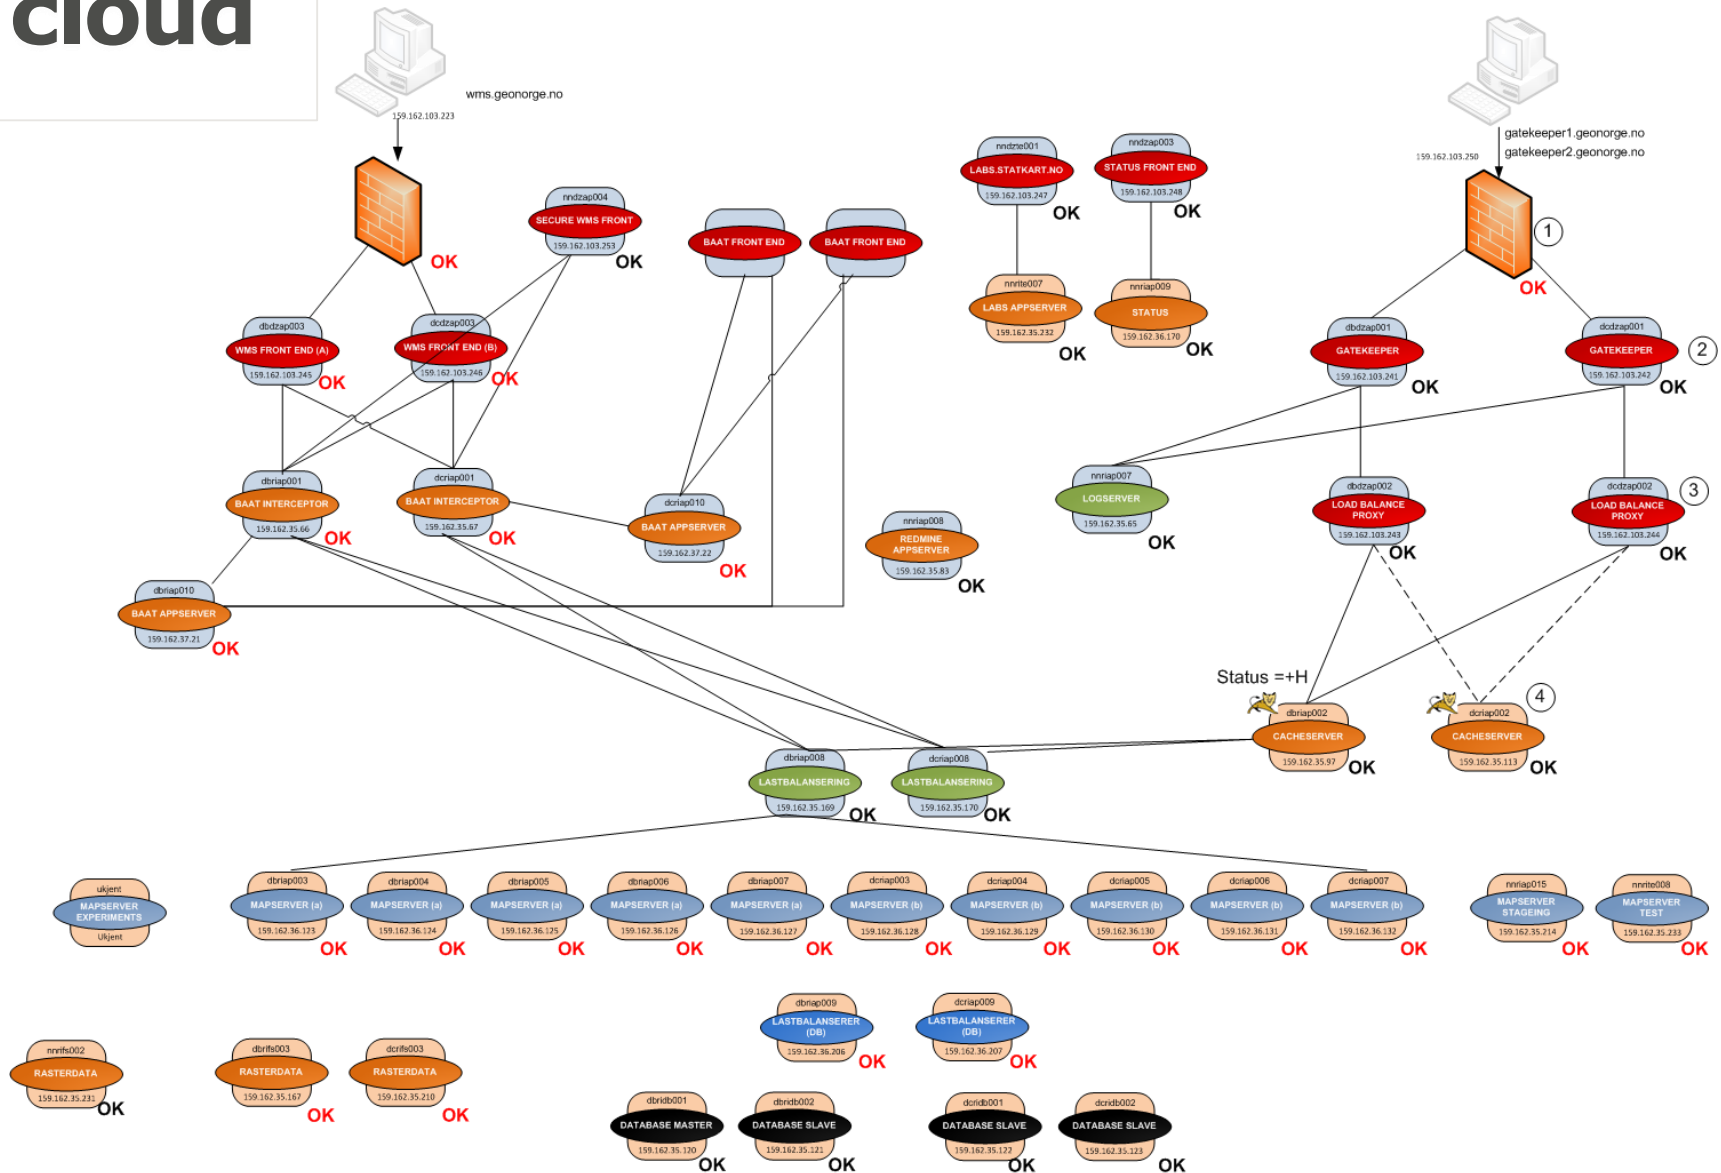 cloud
wms.geonorge.no
159.162.103.223
gatekeeper1.geonorge.no
gatekeeper2.geonorge.no
159.162.103.250
nndzte001
LABS.STATKART.NO
159.162.103.247
OK
nndzap003
STATUS FRONT END
159.162.103.248
OK
nndzap004
SECURE WMS FRONT
159.162.103.253
OK
BAAT FRONT END
BAAT FRONT END
OK
1
OK
nnrite007
LABS APPSERVER
159.162.35.232
OK
nnriap009
STATUS
159.162.36.170
OK
dbdzap003
WMS FRONT END (A)
159.162.103.245
OK
dcdzap003
WMS FRONT END (B)
159.162.103.246
OK
dbdzap001
GATEKEEPER
159.162.103.241
OK
dcdzap001
GATEKEEPER
159.162.103.242
OK
2
dbriap001
BAAT INTERCEPTOR
159.162.35.66
OK
dcriap001
BAAT INTERCEPTOR
159.162.35.67
OK
dcriap010
BAAT APPSERVER
159.162.37.22
OK
nnriap008
REDMINE
APPSERVER
159.162.35.83
OK
nnriap007
LOGSERVER
159.162.35.65
OK
dbdzap002
LOAD BALANCE
PROXY
159.162.103.243
OK
dcdzap002
LOAD BALANCE
PROXY
159.162.103.244
OK
3
dbriap010
BAAT APPSERVER
159.162.37.21
OK
Status =+H
dbriap002
CACHESERVER
159.162.35.97
OK
dcriap002
CACHESERVER
159.162.35.113
OK
4
dbriap008
LASTBALANSERING
159.162.35.169
OK
dcriap008
LASTBALANSERING
159.162.35.170
OK
ukjent
MAPSERVER
EXPERIMENTS
Ukjent
dbriap003
MAPSERVER (a)
159.162.36.123
OK
dbriap004
MAPSERVER (a)
159.162.36.124
OK
dbriap005
MAPSERVER (a)
159.162.36.125
OK
dbriap006
MAPSERVER (a)
159.162.36.126
OK
dbriap007
MAPSERVER (a)
159.162.36.127
OK
dcriap003
MAPSERVER (b)
159.162.36.128
OK
dcriap004
MAPSERVER (b)
159.162.36.129
OK
dcriap005
MAPSERVER (b)
159.162.36.130
OK
dcriap006
MAPSERVER (b)
159.162.36.131
OK
dcriap007
MAPSERVER (b)
159.162.36.132
OK
nnriap015
MAPSERVER
STAGEING
159.162.35.214
OK
nnrite008
MAPSERVER
TEST
159.162.35.233
OK
dbriap009
LASTBALANSERER
(DB)
159.162.36.206
OK
dcriap009
LASTBALANSERER
(DB)
159.162.36.207
OK
nnrifs002
RASTERDATA
159.162.35.231
OK
dbrifs003
RASTERDATA
159.162.35.167
OK
dcrifs003
RASTERDATA
159.162.35.210
OK
dbridb001
DATABASE MASTER
159.162.35.120
OK
dbridb002
DATABASE SLAVE
159.162.35.121
OK
dcridb001
DATABASE SLAVE
159.162.35.122
OK
dcridb002
DATABASE SLAVE
159.162.35.123
OK